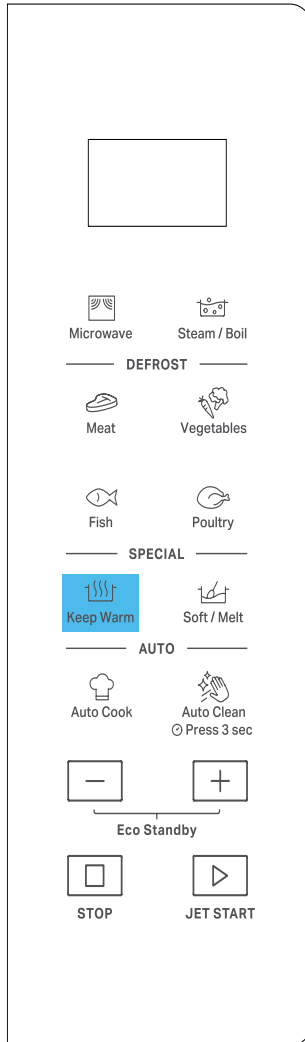 Microwave Steam / Boil
DEFROST
Meat Vegetables
Fish Poultry
SPECIAL
Keep Warm Soft / Melt
AUTO
Auto Cook Auto Clean
Press 3 sec
Eco Standby
STOP JET START